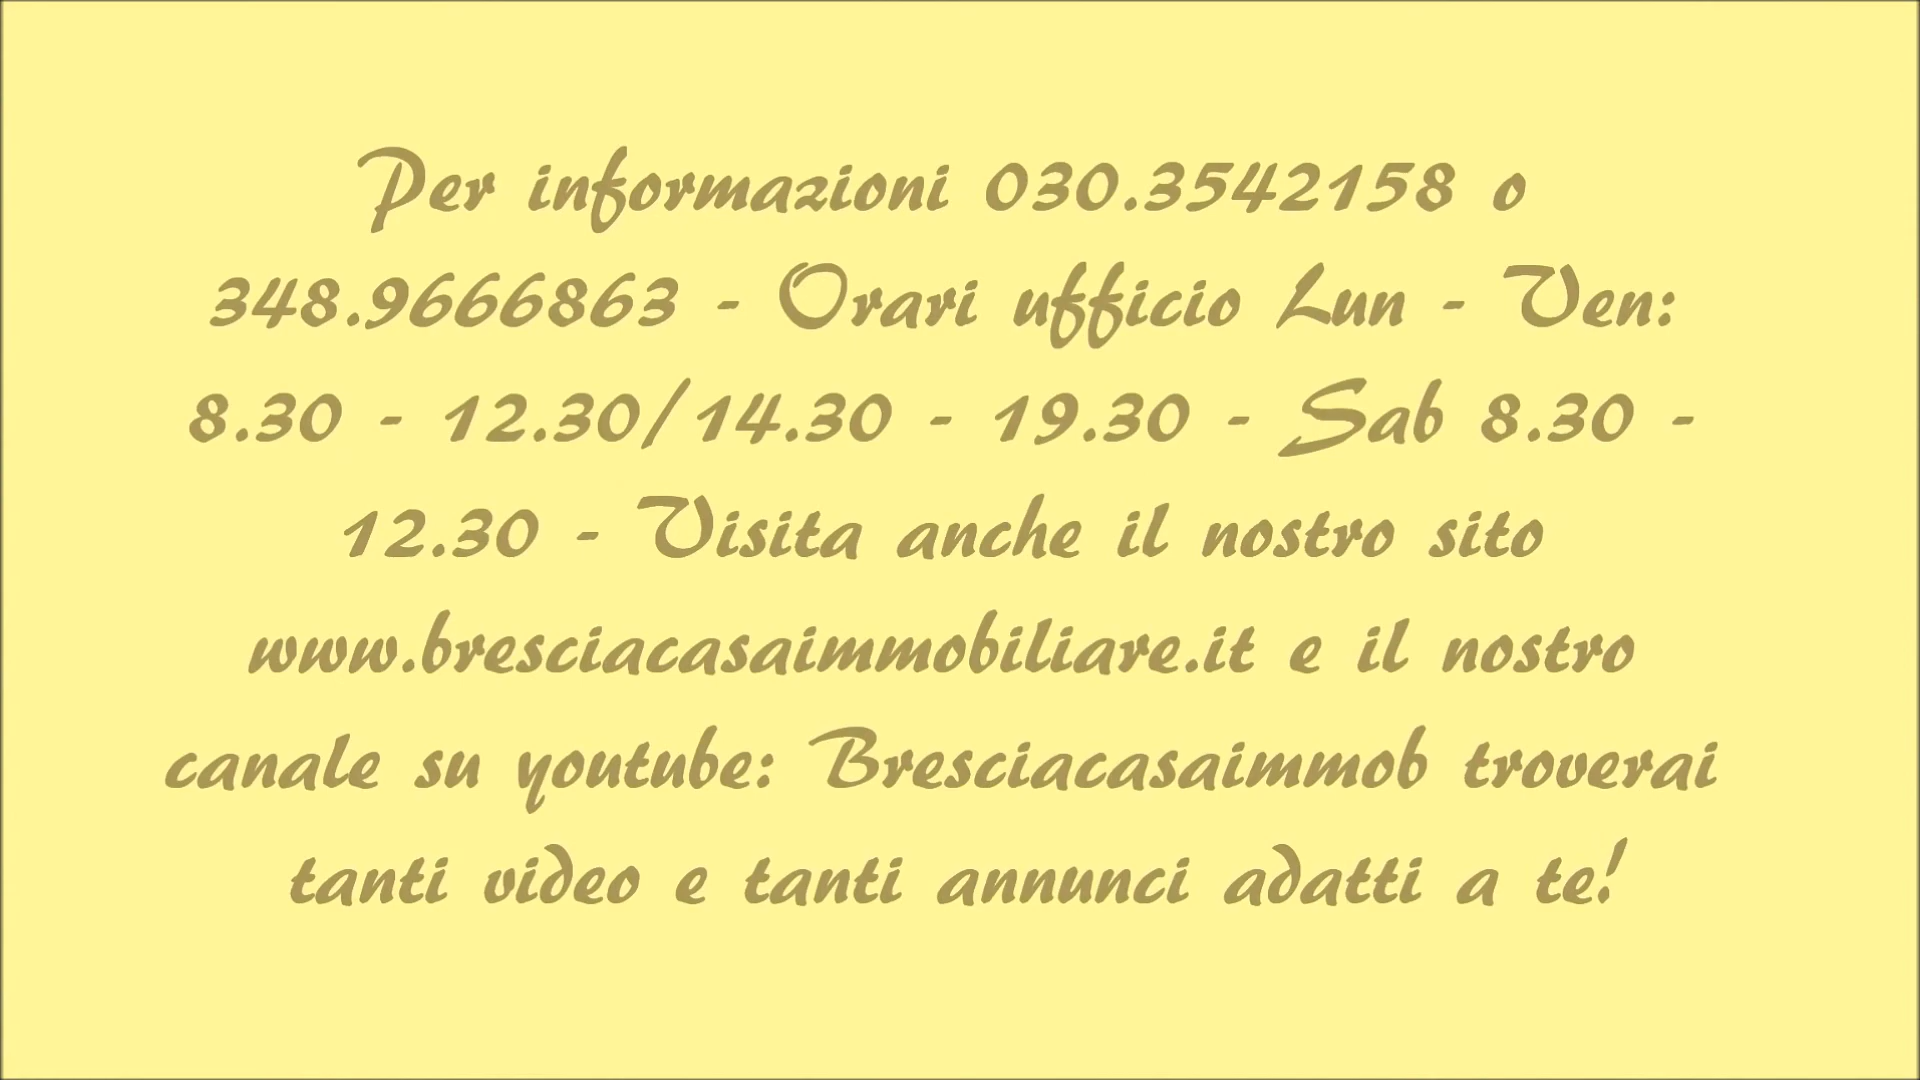 Per informazioni 030.3542158 o
348.9666863 - Orari ufficio Lun - Ven:
8.30 - 12.30/14.30 - 19.30 - Sab 8.30 -
12.30 - Visita anche il nostro sito
www.bresciacasaimmobiliare.it e il nostro
canale su youtube: Bresciacasaimmob troverai
tanti video e tanti annunci adatti a te!